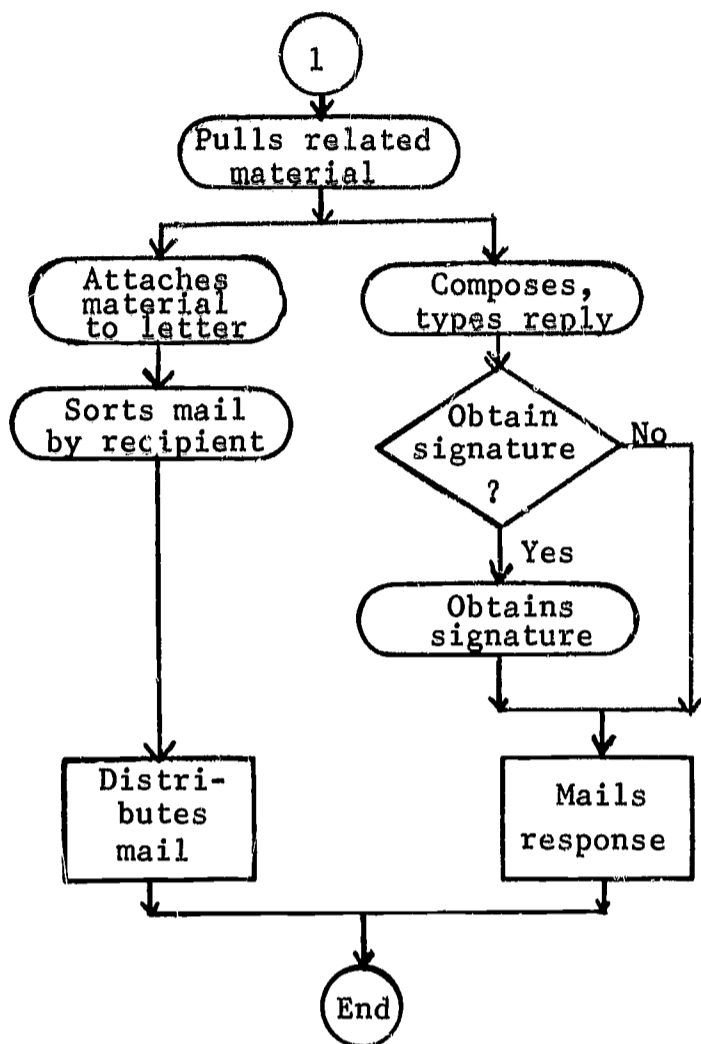 1
Pulls related
material
Attaches
material
to letter
Composes,
types reply
Sorts mail
by recipient
Obtain
signature
?
No
Yes
Obtains
signature
Distri-
butes
mail
Mails
response
End